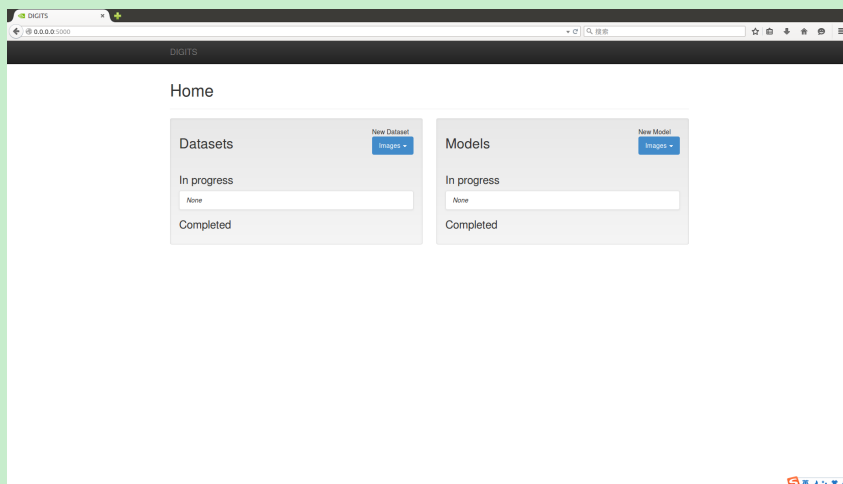 DIGITS
0.0.0.0:5000
搜索
DIGITS
Home
Datasets
New Dataset
Images
In progress
None
Completed
Models
New Model
Images
In progress
None
Completed
英